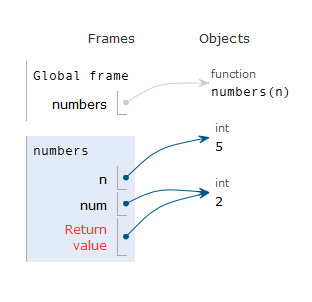 Frames Objects
Global frame
numbers
function
numbers(n)
numbers
n
num
Return
value
int
5
int
2